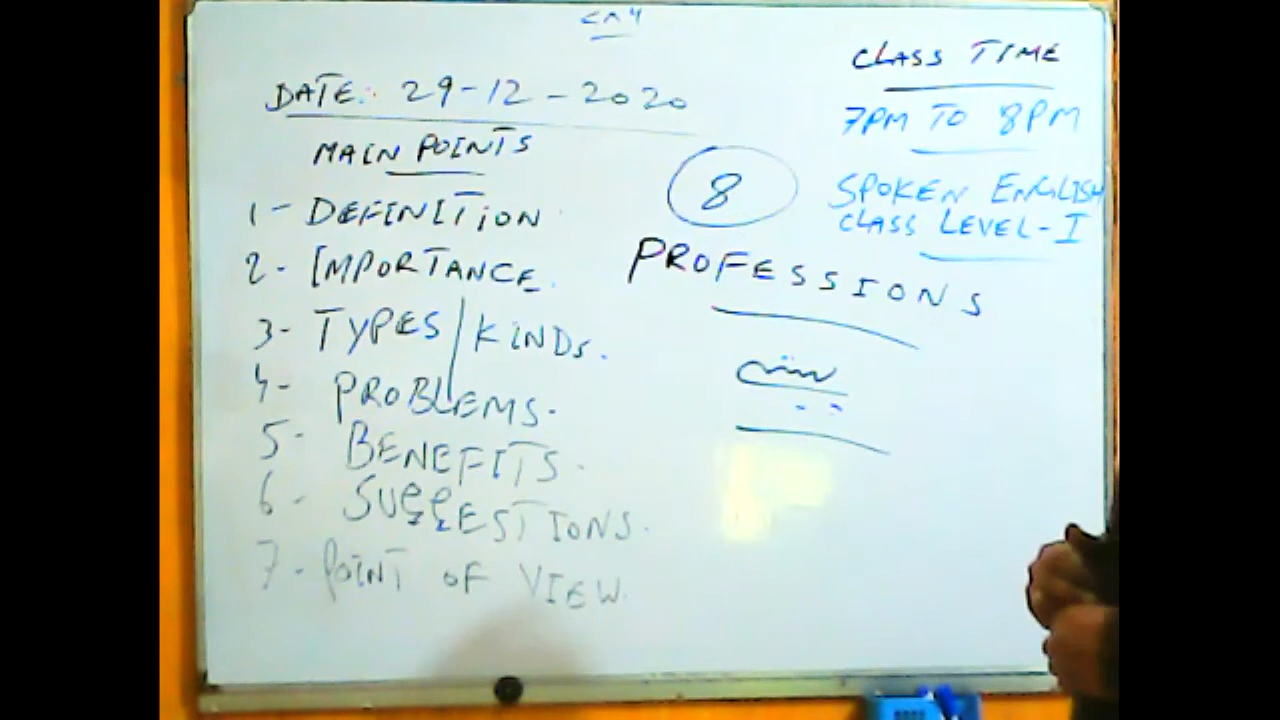 DATE: 29-12-2020
MAIN POINTS
1- DEFINITION
2- IMPORTANCE.
3- TYPES/KINDS.
4- PROBLEMS.
5- BENEFITS.
6- SUGGESTIONS.
7- POINT OF VIEW.
CLASS TIME
7PM TO 8PM
SPOKEN ENGLISH
CLASS LEVEL-I
8
PROFESSIONS